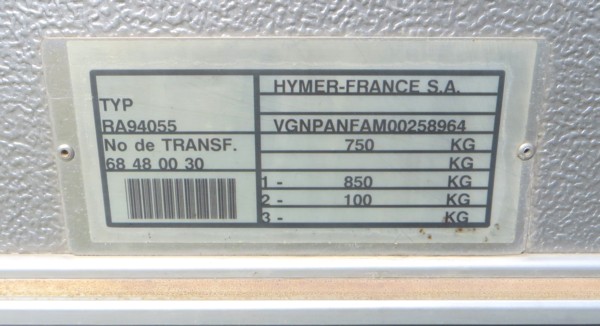 HYMER-FRANCE S.A.
TYP
RA94055 VGNPANFAM00258964
No de TRANSF. 750 KG
68 48 00 30 KG
1 - 850 KG
2 - 100 KG
3 - KG